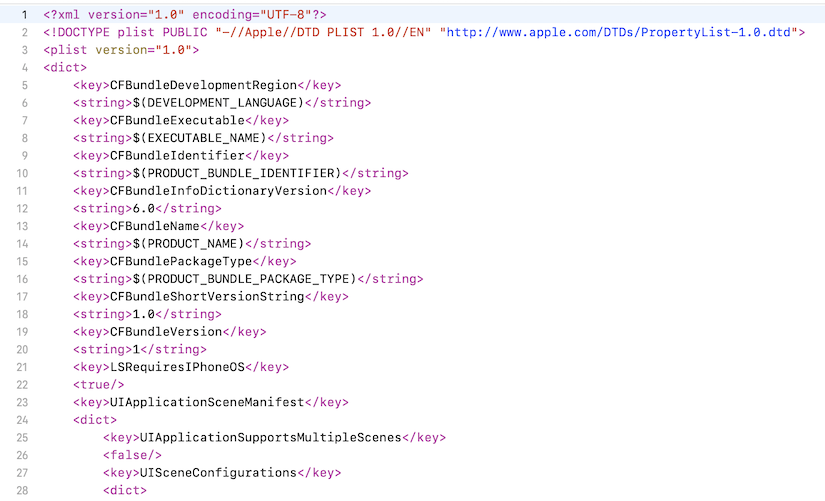 1 <?xml version="1.0" encoding="UTF-8"?>
2 <!DOCTYPE plist PUBLIC "-//Apple//DTD PLIST 1.0//EN" "http://www.apple.com/DTDs/PropertyList-1.0.dtd">
3 <plist version="1.0">
4 <dict>
5     <key>CFBundleDevelopmentRegion</key>
6     <string>$(DEVELOPMENT_LANGUAGE)</string>
7     <key>CFBundleExecutable</key>
8     <string>$(EXECUTABLE_NAME)</string>
9     <key>CFBundleIdentifier</key>
10     <string>$(PRODUCT_BUNDLE_IDENTIFIER)</string>
11     <key>CFBundleInfoDictionaryVersion</key>
12     <string>6.0</string>
13     <key>CFBundleName</key>
14     <string>$(PRODUCT_NAME)</string>
15     <key>CFBundlePackageType</key>
16     <string>$(PRODUCT_BUNDLE_PACKAGE_TYPE)</string>
17     <key>CFBundleShortVersionString</key>
18     <string>1.0</string>
19     <key>CFBundleVersion</key>
20     <string>1</string>
21     <key>LSRequiresIPhoneOS</key>
22     <true/>
23     <key>UIApplicationSceneManifest</key>
24     <dict>
25         <key>UIApplicationSupportsMultipleScenes</key>
26         <false/>
27         <key>UISceneConfigurations</key>
28         <dict>